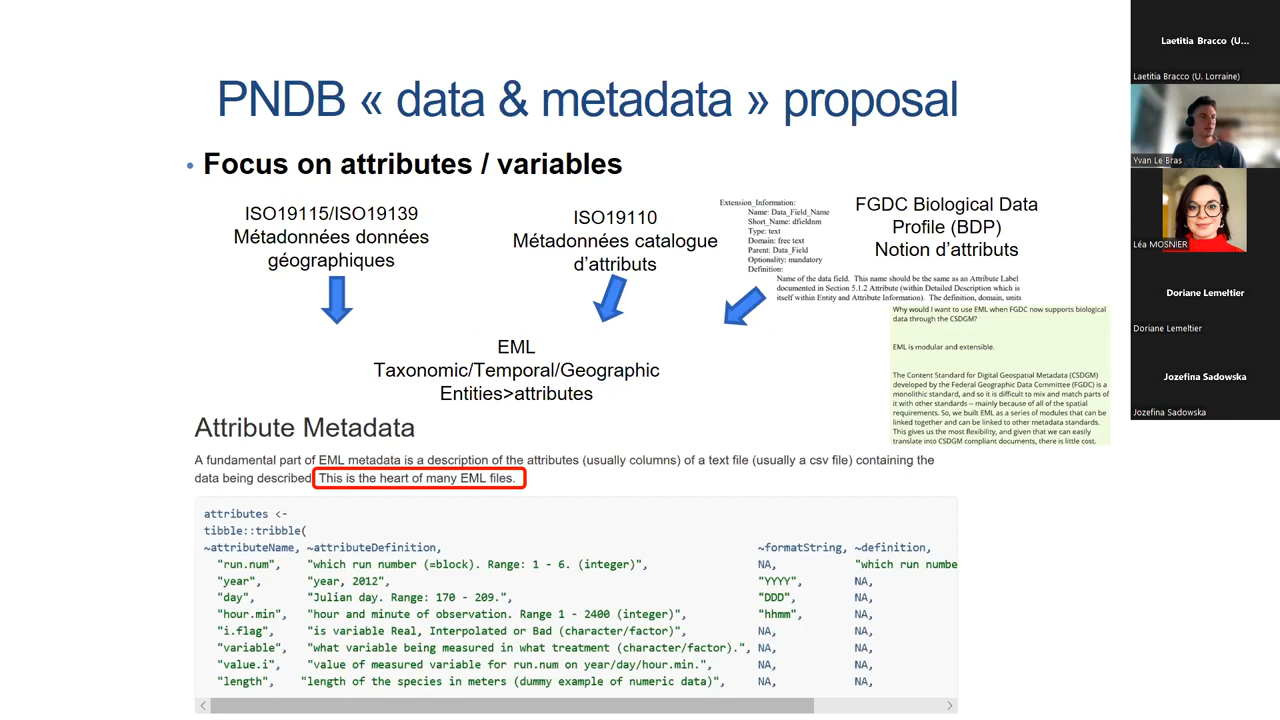 PNDB « data & metadata » proposal
• Focus on attributes / variables
ISO19115/ISO19139
Métadonnées données
géographiques
ISO19110
Métadonnées catalogue
d'attributs
Extension_Information:
Name: Data_Field_Name
Short_Name: dfieldnm
Type: text
Domain: free text
Parent: Data_Field
Optionality: mandatory
Definition:
Name of the data field. This name should be the same as an Attribute Label
documented in Section 5.1.2 Attribute (within Detailed Description which is
itself within Entity and Attribute Information). The definition, domain, units
FGDC Biological Data
Profile (BDP)
Notion d'attributs
Why would I want to use EML when FGDC now supports biological
data through the CSDGM?
EML is modular and extensible.
The Content Standard for Digital Geospatial Metadata (CSDGM)
developed by the Federal Geographic Data Committee (FGDC) is a
monolithic standard, and so it is difficult to mix and match parts of
it with other standards -- mainly because of all of the spatial
requirements. So, we built EML as a series of modules that can be
linked together and can be linked to other metadata standards.
This gives us the most flexibility, and given that we can easily
translate into CSDGM compliant documents, there is little cost.
EML
Taxonomic/Temporal/Geographic
Entities>attributes
Attribute Metadata
A fundamental part of EML metadata is a description of the attributes (usually columns) of a text file (usually a csv file) containing the
data being described. This is the heart of many EML files.
attributes <-
tibble::tribble(
~attributeName, ~attributeDefinition, ~formatString, ~definition,
"run.num", "which run number (=block). Range: 1 - 6. (integer)", NA, "which run numbe
"year", "year, 2012", "YYYY", NA,
"day", "Julian day. Range: 170 - 209.", "DDD", NA,
"hour.min", "hour and minute of observation. Range 1 - 2400 (integer)", "hhmm", NA,
"i.flag", "is variable Real, Interpolated or Bad (character/factor)", NA, NA,
"variable", "what variable being measured in what treatment (character/factor).", NA, NA,
"value.i", "value of measured variable for run.num on year/day/hour.min.", NA, NA,
"length", "length of the species in meters (dummy example of numeric data)", NA, NA,
Laetitia Bracco (U...
Laetitia Bracco (U. Lorraine)
Yvan Le Bras
Léa MOSNIER
Doriane Lemeltier
Doriane Lemeltier
Jozefina Sadowska
Jozefina Sadowska